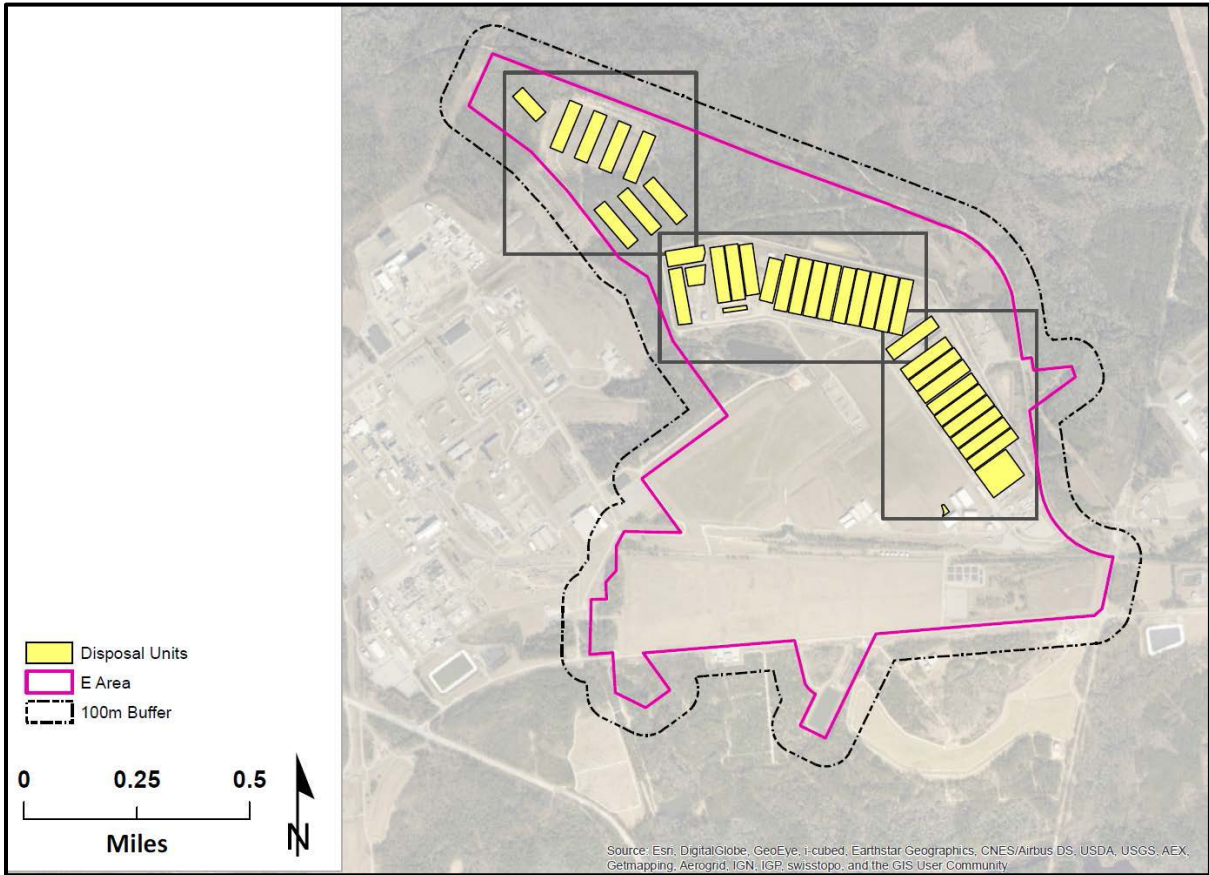 Disposal Units
E Area
100m Buffer
0 0.25 0.5
Miles
N
Source: Esri, DigitalGlobe, GeoEye, i-cubed, Earthstar Geographics, CNES/Airbus DS, USDA, USGS, AEX,
Getmapping, Aerogrid, IGN, IGP, swisstopo, and the GIS User Community